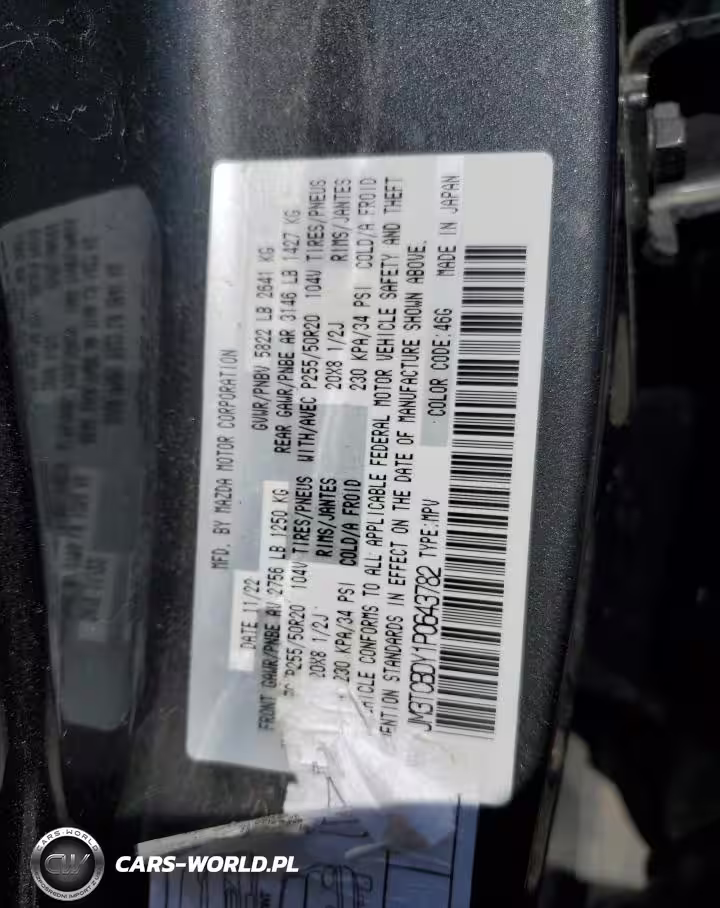 MFD. BY MAZDA MOTOR CORPORATION
DATE 11/22 GVWR/PNBV 5822 LB 2641 KG
FRONT GAWR/PNBE AV 2756 LB 1250 KG REAR GAWR/PNBE AR 3146 LB 1427 KG
P255/50R20 104V TIRES/PNEUS WITH/AVEC P255/50R20 104V TIRES/PNEUS
20X8 1/2J RIMS/JANTES 20X8 1/2J RIMS/JANTES
230 KPA/34 PSI COLD/A FROID 230 KPA/34 PSI COLD/A FROID
VEHICLE CONFORMS TO ALL APPLICABLE FEDERAL MOTOR VEHICLE SAFETY AND THEFT
VENTION STANDARDS IN EFFECT ON THE DATE OF MANUFACTURE SHOWN ABOVE.
JM3TCBDY1P0643782 TYPE:MPV COLOR CODE:46G MADE IN JAPAN
CARS-WORLD
CW
CARS-WORLD.PL